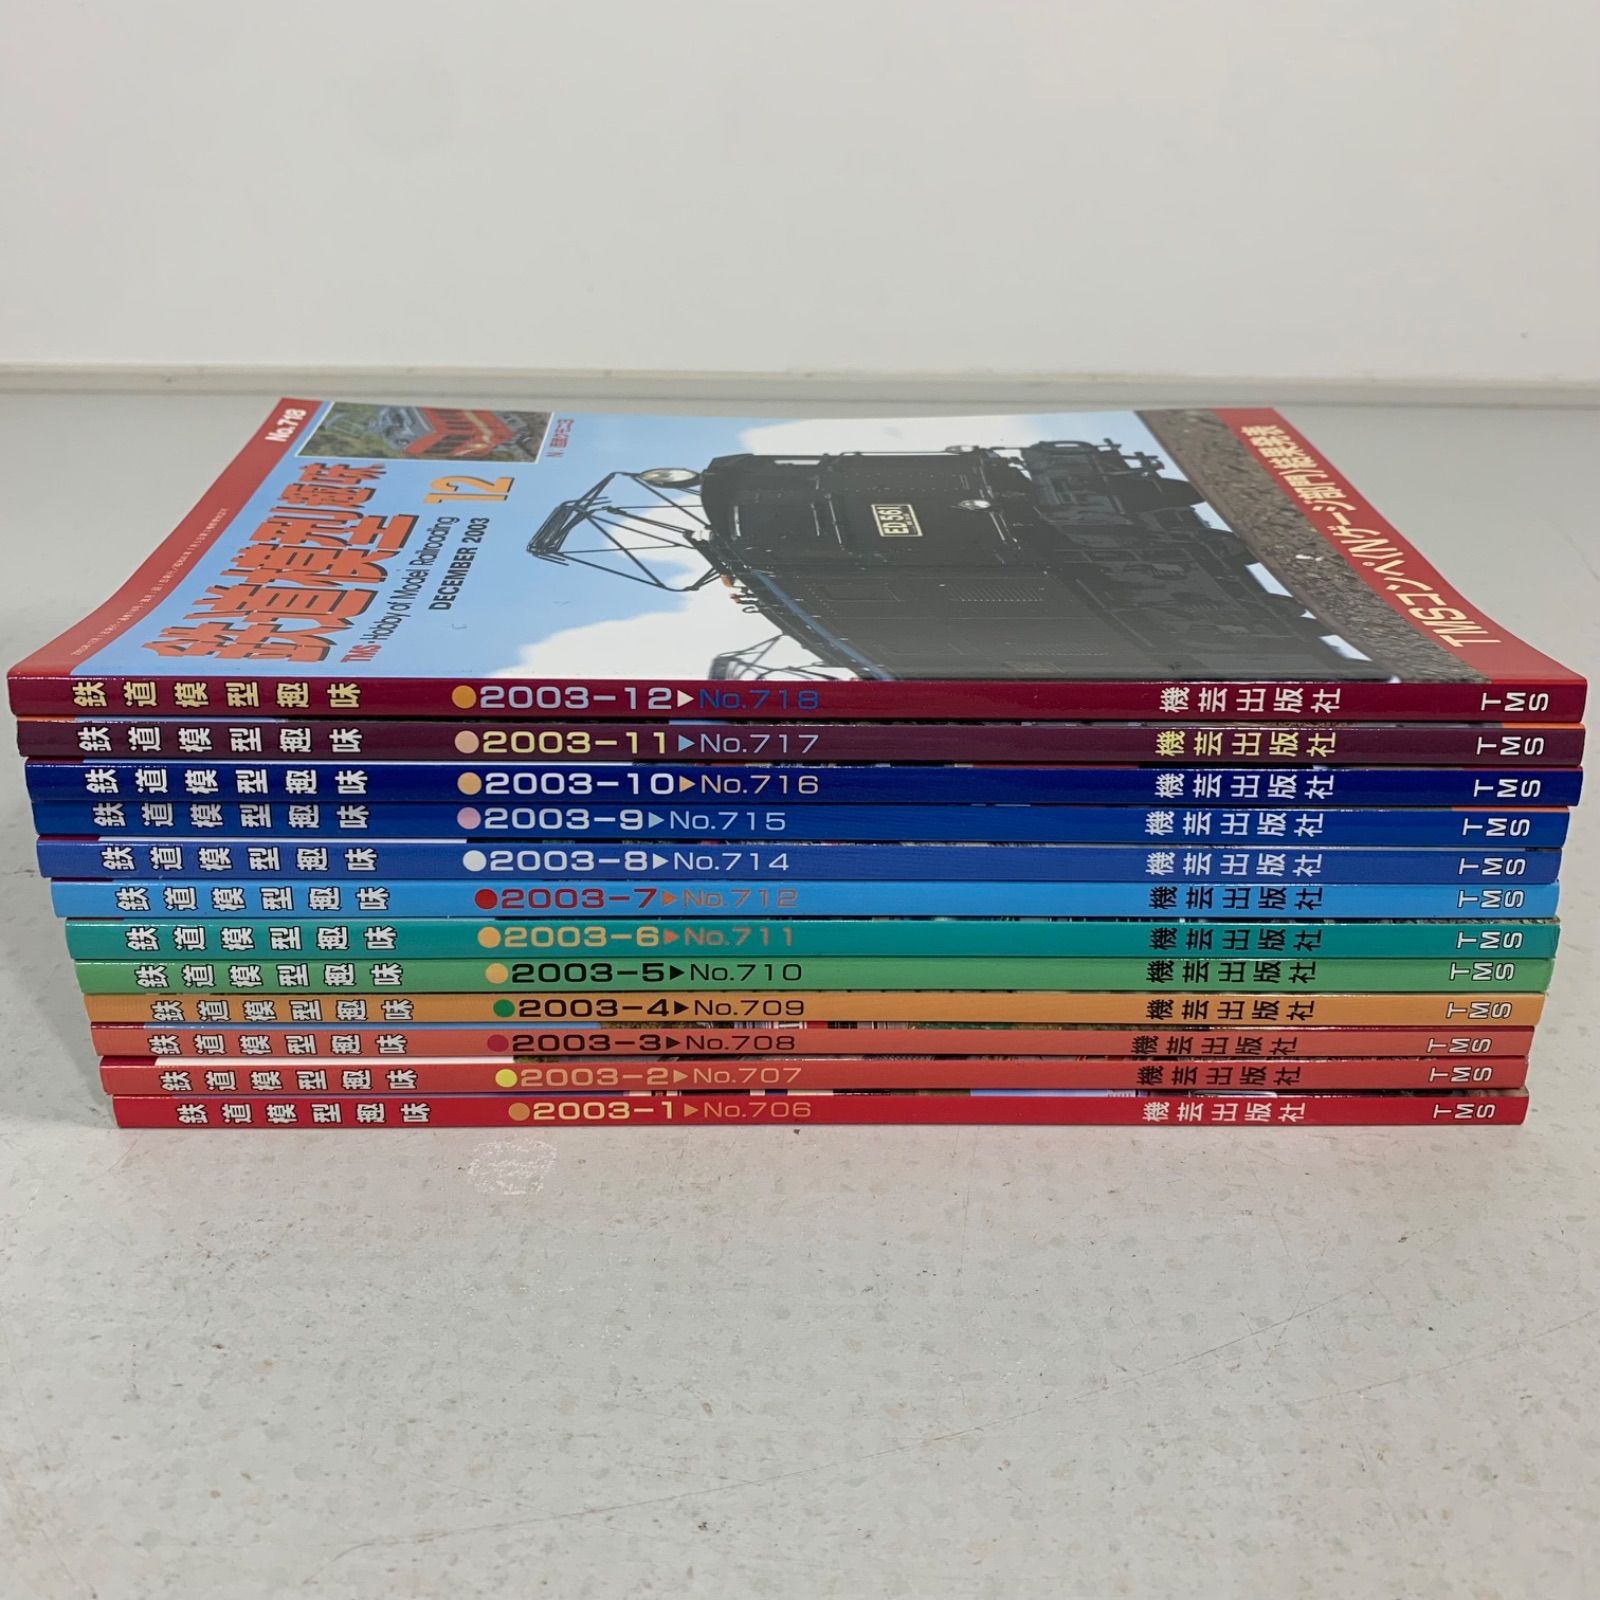 No.718
鉄道模型趣味
12
TMS・Hobby of Model Railroading
DECEMBER 2003
ED 561
TMSコンペ/Nゲージ部門結果発表
鉄道模型趣味 ●2003-12▶No.718 機芸出版社 TMS
鉄道模型趣味 ●2003-11▶No.717 機芸出版社 TMS
鉄道模型趣味 ●2003-10▶No.716 機芸出版社 TMS
鉄道模型趣味 ●2003-9▶No.715 機芸出版社 TMS
鉄道模型趣味 ●2003-8▶No.714 機芸出版社 TMS
鉄道模型趣味 ●2003-7▶No.712 機芸出版社 TMS
鉄道模型趣味 ●2003-6▶No.711 機芸出版社 TMS
鉄道模型趣味 ●2003-5▶No.710 機芸出版社 TMS
鉄道模型趣味 ●2003-4▶No.709 機芸出版社 TMS
鉄道模型趣味 ●2003-3▶No.708 機芸出版社 TMS
鉄道模型趣味 ●2003-2▶No.707 機芸出版社 TMS
鉄道模型趣味 ●2003-1▶No.706 機芸出版社 TMS